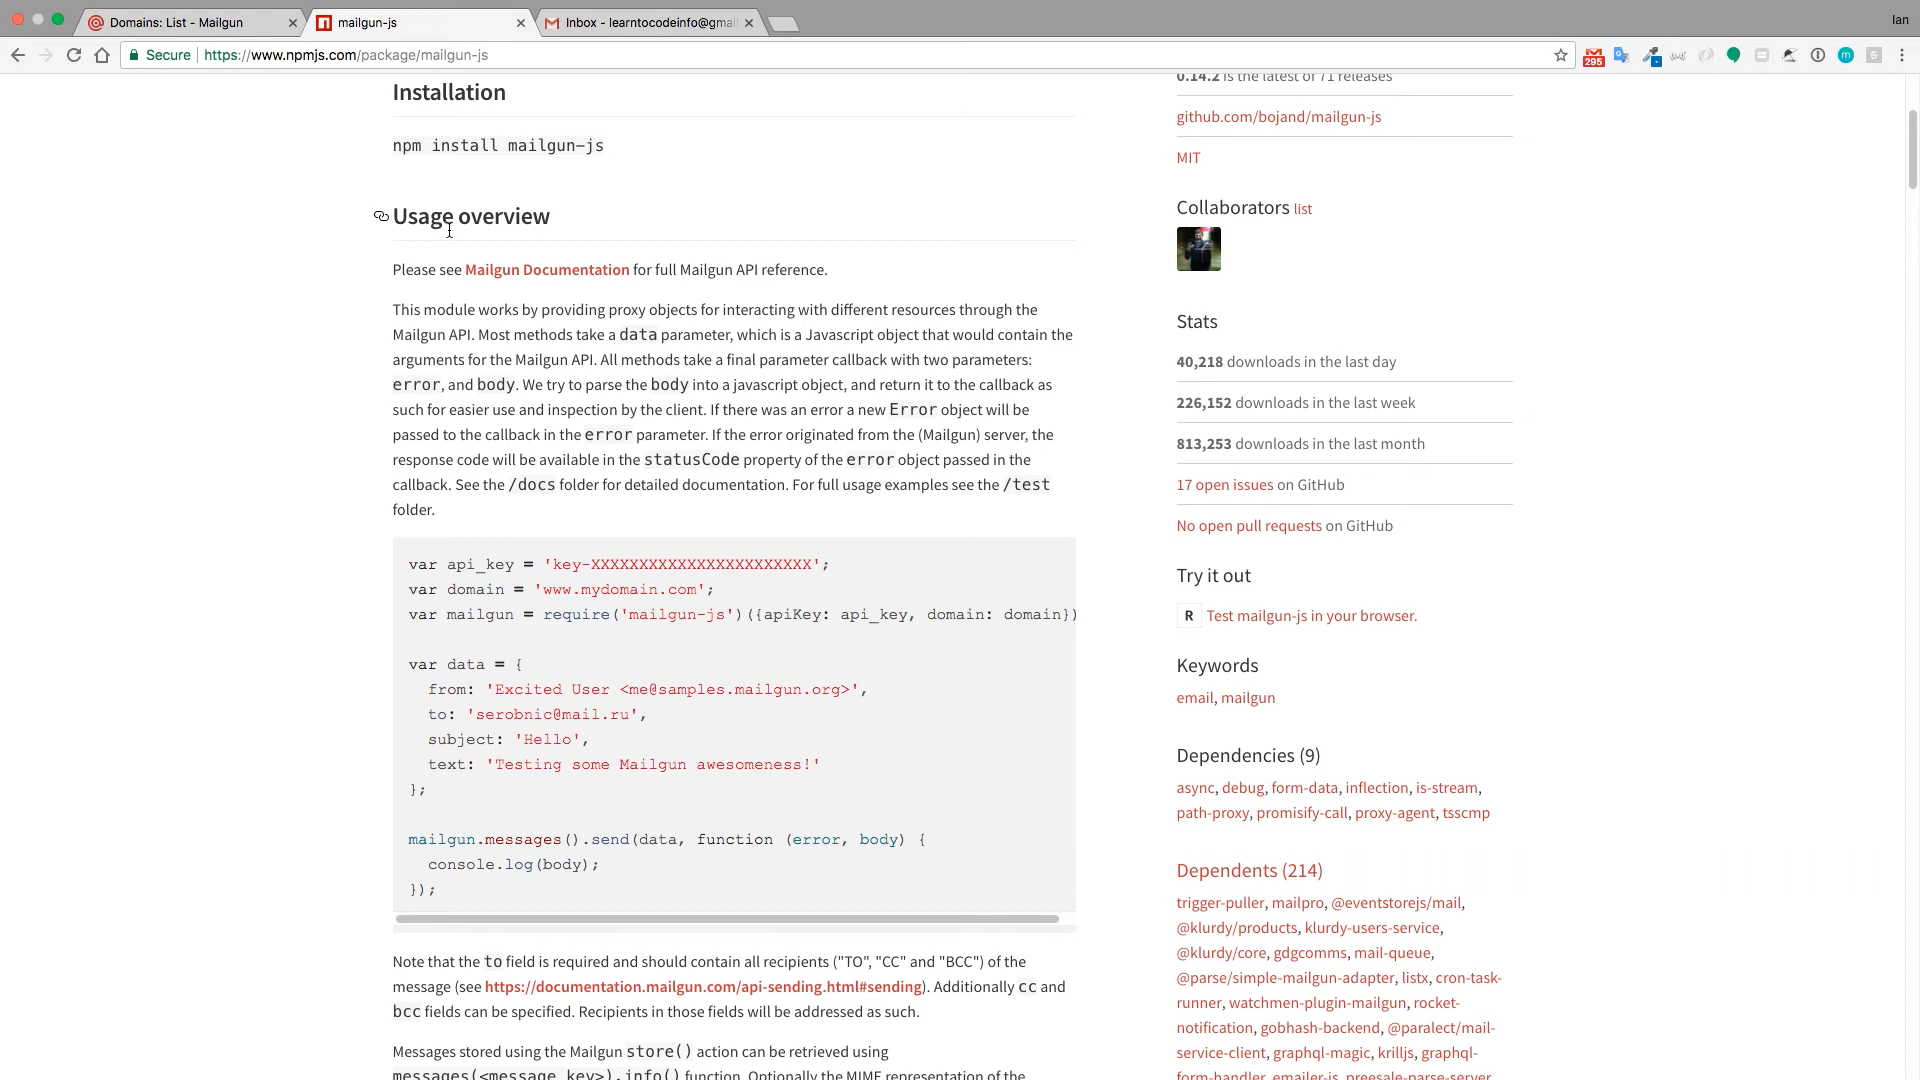 Domains: List - Mailgun
mailgun-js
Inbox - learntocodeinfo@gmai
Ian
Secure
https://www.npmjs.com/package/mailgun-js
295
Installation
npm install mailgun-js
Usage overview
Please see Mailgun Documentation for full Mailgun API reference.
This module works by providing proxy objects for interacting with different resources through the
Mailgun API. Most methods take a data parameter, which is a Javascript object that would contain the
arguments for the Mailgun API. All methods take a final parameter callback with two parameters:
error, and body. We try to parse the body into a javascript object, and return it to the callback as
such for easier use and inspection by the client. If there was an error a new Error object will be
passed to the callback in the error parameter. If the error originated from the (Mailgun) server, the
response code will be available in the statusCode property of the error object passed in the
callback. See the /docs folder for detailed documentation. For full usage examples see the /test
folder.
var api_key = 'key-XXXXXXXXXXXXXXXXXXXXXXX';
var domain = 'www.mydomain.com';
var mailgun = require('mailgun-js')({apiKey: api_key, domain: domain})
var data = {
from: 'Excited User <me@samples.mailgun.org>',
to: 'serobnic@mail.ru',
subject: 'Hello',
text: 'Testing some Mailgun awesomeness!'
};
mailgun.messages().send(data, function (error, body) {
console.log(body);
});
Note that the to field is required and should contain all recipients ("TO", "CC" and "BCC") of the
message (see https://documentation.mailgun.com/api-sending.html#sending). Additionally cc and
bcc fields can be specified. Recipients in those fields will be addressed as such.
Messages stored using the Mailgun store() action can be retrieved using
messages(<message_key>).info() function. Optionally the MIME representation of the
0.14.2 is the latest of 71 releases
github.com/bojand/mailgun-js
MIT
Collaborators list
Stats
40,218 downloads in the last day
226,152 downloads in the last week
813,253 downloads in the last month
17 open issues on GitHub
No open pull requests on GitHub
Try it out
R Test mailgun-js in your browser.
Keywords
email, mailgun
Dependencies (9)
async, debug, form-data, inflection, is-stream,
path-proxy, promisify-call, proxy-agent, tsscmp
Dependents (214)
trigger-puller, mailpro, @eventstorejs/mail,
@klurdy/products, klurdy-users-service,
@klurdy/core, gdgcomms, mail-queue,
@parse/simple-mailgun-adapter, listx, cron-task-
runner, watchmen-plugin-mailgun, rocket-
notification, gobhash-backend, @paralect/mail-
service-client, graphql-magic, krilljs, graphql-
form-handler, emailer-js, preesale-parse-server